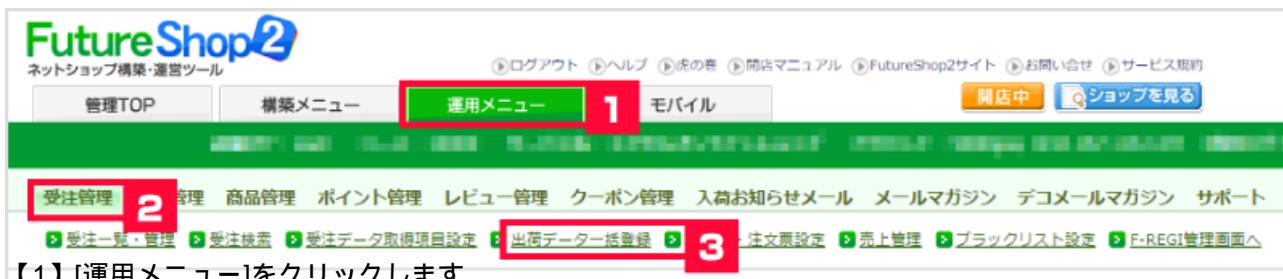 FutureShop2
ネットショップ構築・運営ツール
ログアウト ヘルプ 虎の巻 開店マニュアル FutureShop2サイト お問い合せ サービス規約
管理TOP 構築メニュー 運用メニュー 1 モバイル 開店中 ショップを見る
受注管理 2 管理 商品管理 ポイント管理 レビュー管理 クーポン管理 入荷お知らせメール メールマガジン デコメールマガジン サポート
受注一覧・管理 受注検索 受注データ取得項目設定 出荷データ一括登録 3 ・注文票設定 売上管理 ブラックリスト設定 F-REGI管理画面へ
【1】[運用メニュー]をクリックします